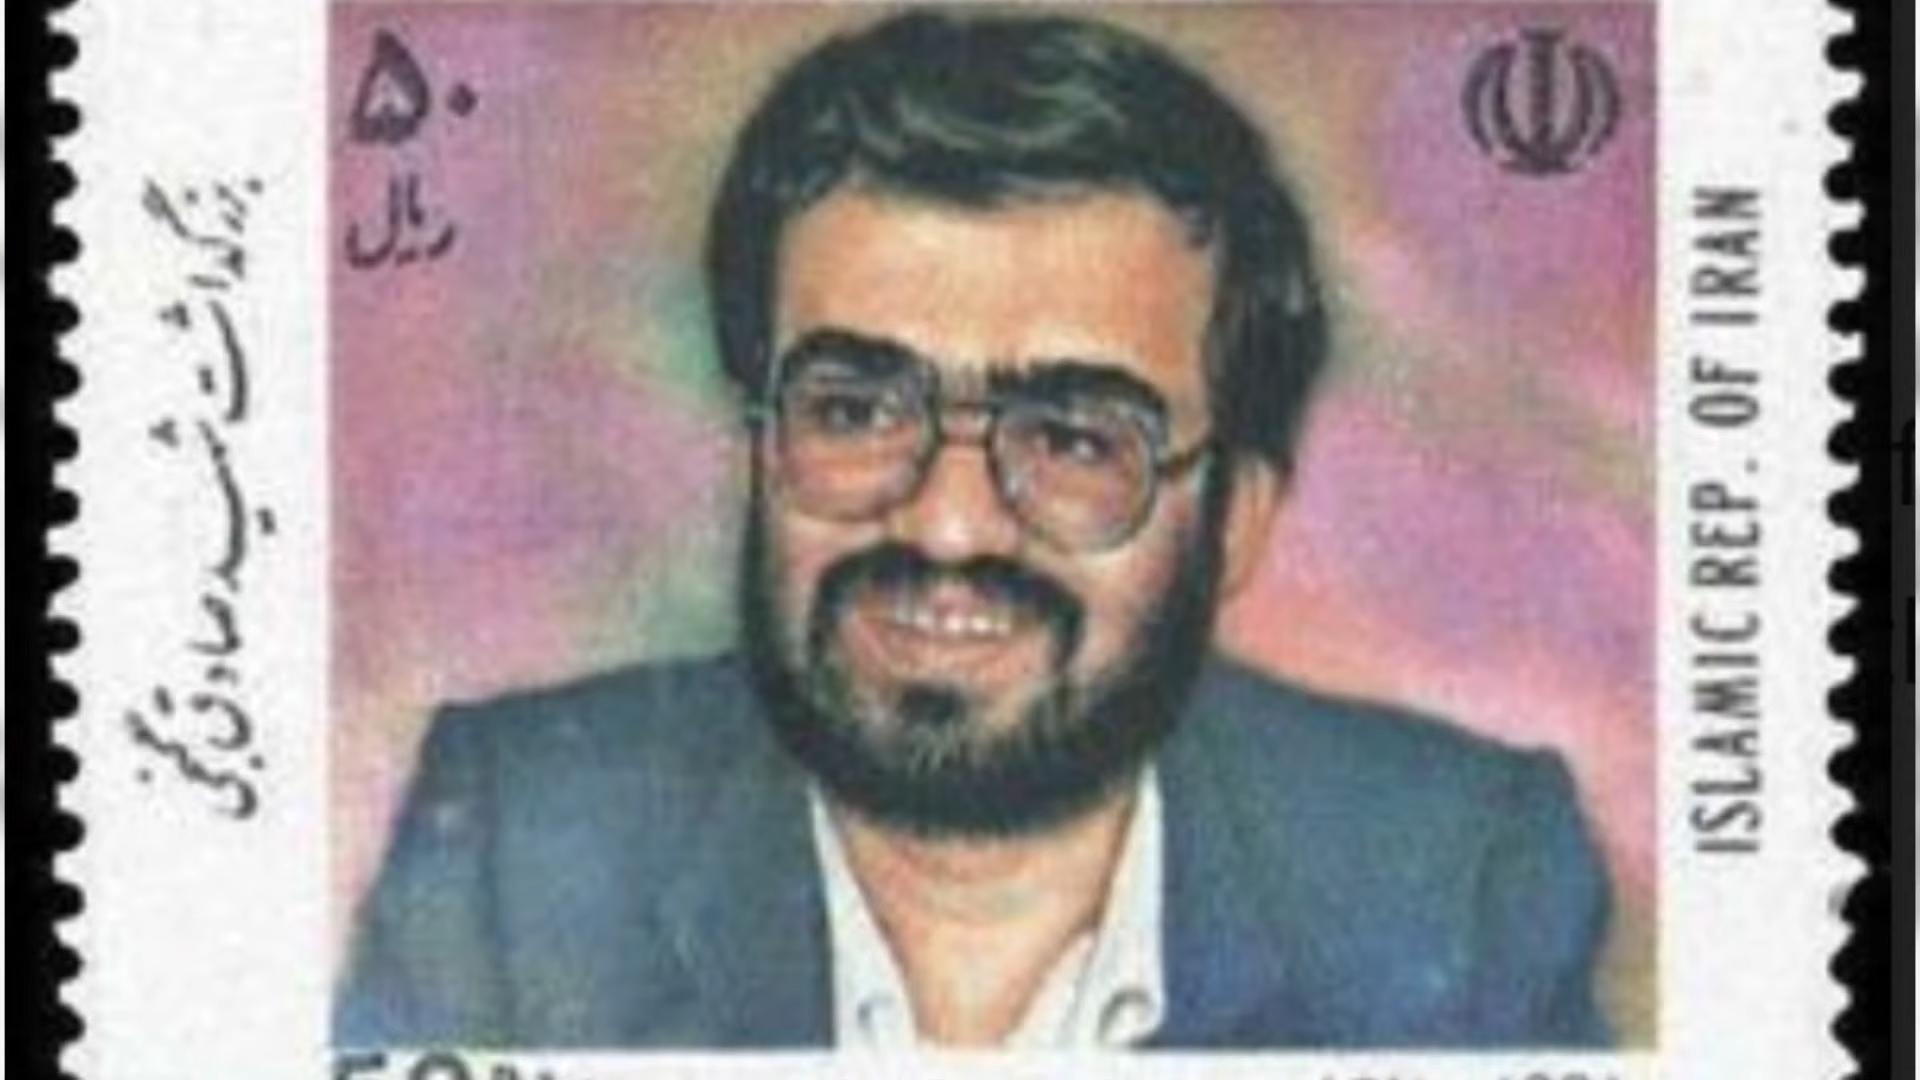 ۵۰
ریال
بزرگداشت شهید صادق گنجی
ISLAMIC REP. OF IRAN